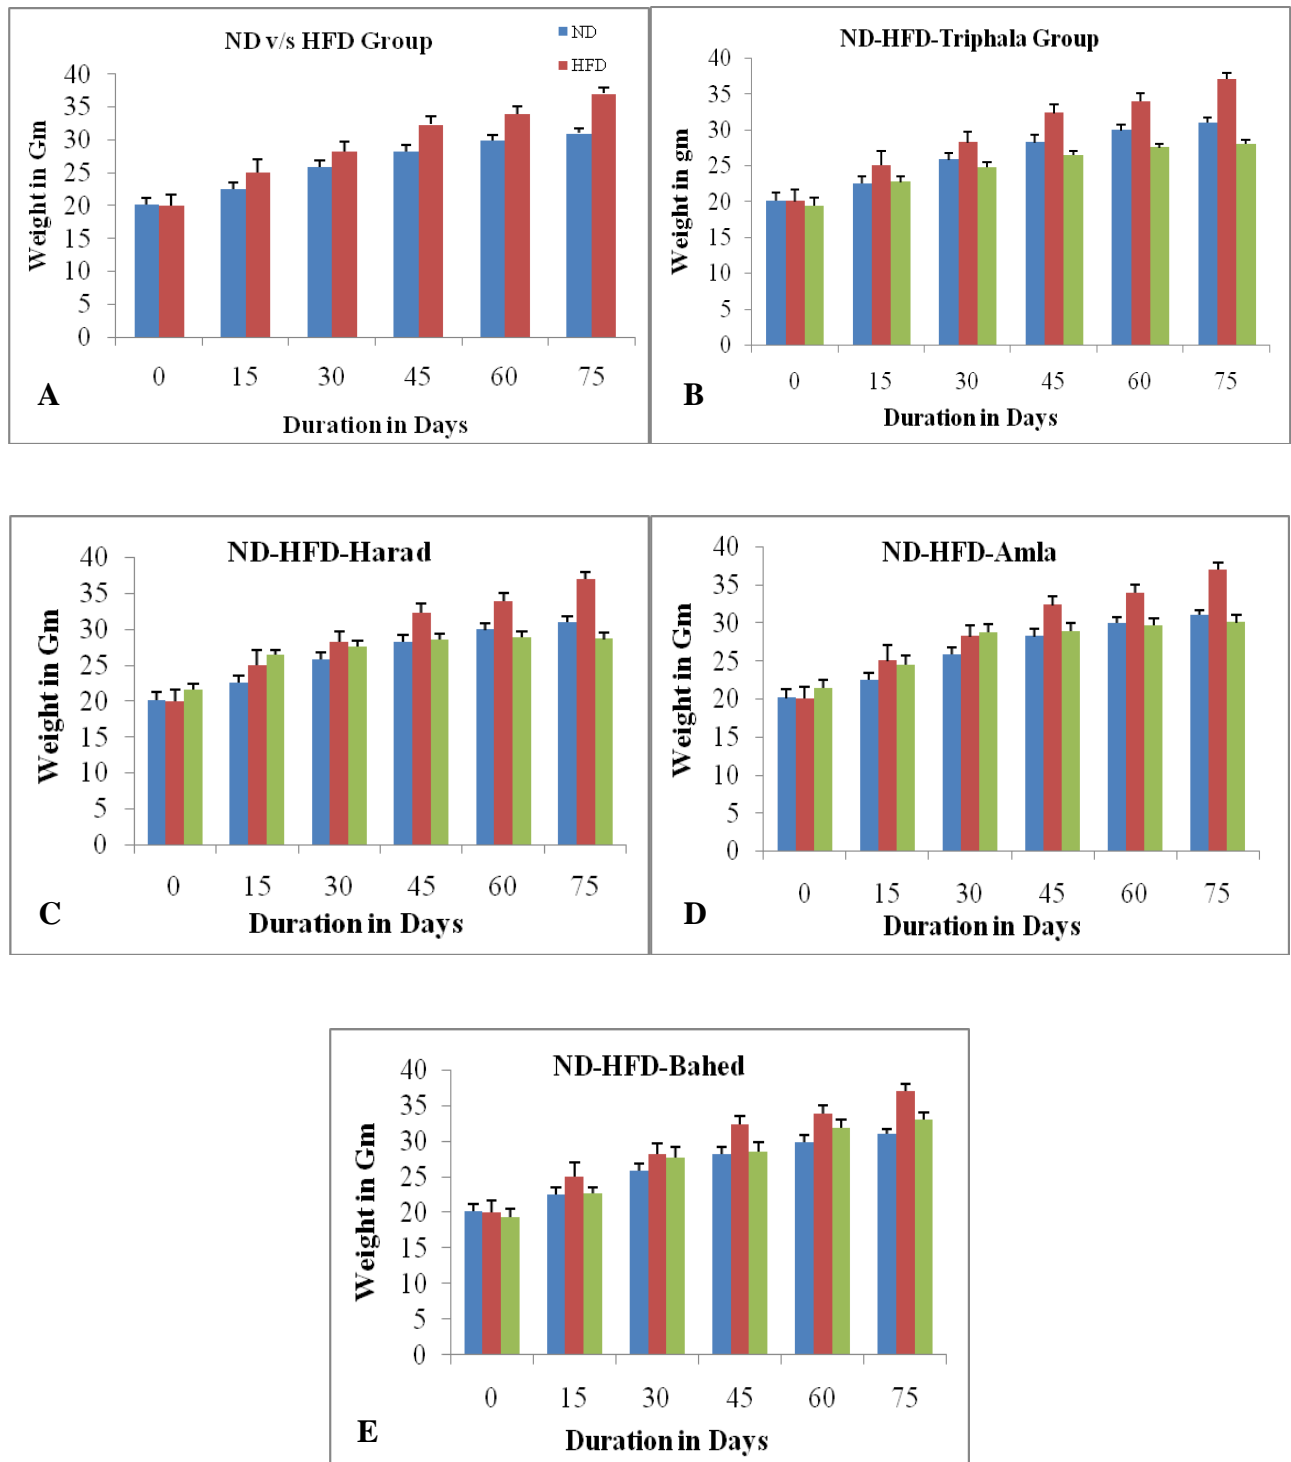 ND v/s HFD Group
ND
HFD
40
35
30
25
20
15
10
5
0
Weight in Gm
0 15 30 45 60 75
A
Duration in Days
ND-HFD-Triphala Group
40
35
30
25
20
15
10
5
0
Weight in gm
0 15 30 45 60 75
B
Duration in Days
ND-HFD-Harad
40
35
30
25
20
15
10
5
0
Weight in Gm
0 15 30 45 60 75
C
Duration in Days
ND-HFD-Amla
40
35
30
25
20
15
10
5
0
Weight in Gm
0 15 30 45 60 75
D
Duration in Days
ND-HFD-Bahed
40
35
30
25
20
15
10
5
0
Weight in Gm
0 15 30 45 60 75
E
Duration in Days